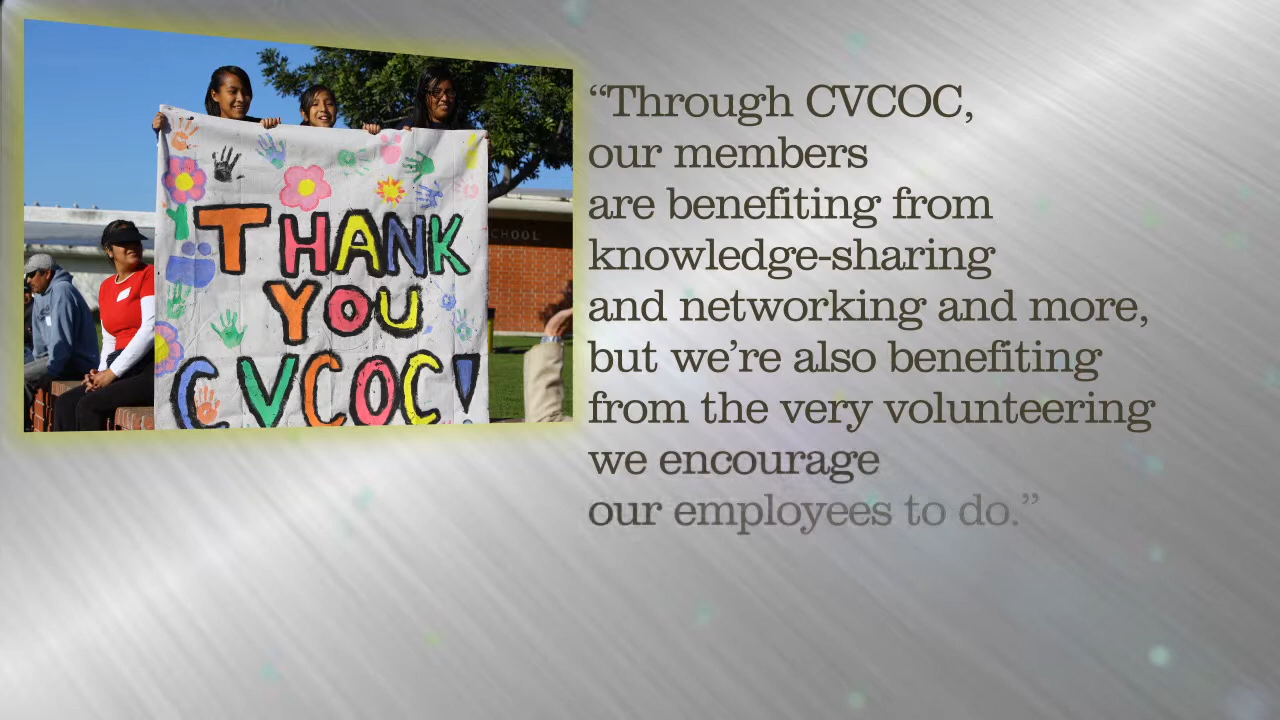 THANK
YOU
CVCOC!
CHOOL
“Through CVCOC,
our members
are benefiting from
knowledge-sharing
and networking and more,
but we’re also benefiting
from the very volunteering
we encourage
our employees to do.”